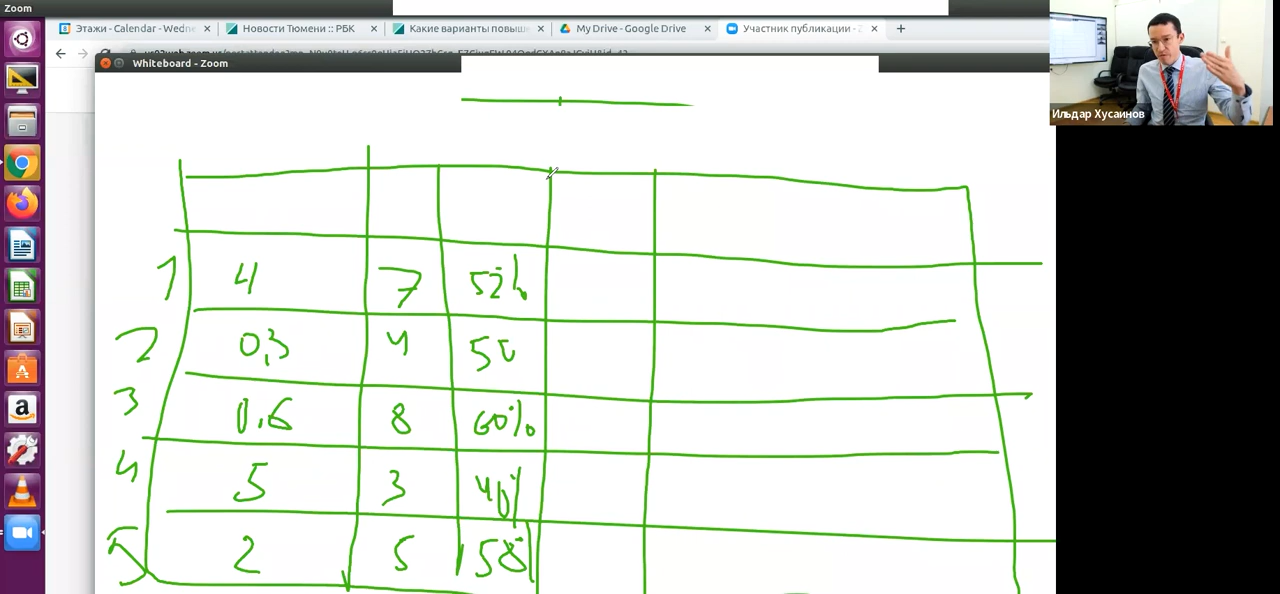 Zoom
Этажи - Calendar - Wedne
Новости Тюмени :: РБК
Какие варианты повыше
My Drive - Google Drive
Участник публикации - Z
Whiteboard - Zoom
Ильдар Хусаинов
1 4 7 52%
2 0,3 4 50
3 0,6 8 60%
4 5 3 40%
5 2 5 58